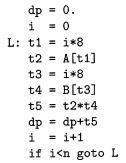 dp = 0.
i = 0
L: t1 = i*8
t2 = A[t1]
t3 = i*8
t4 = B[t3]
t5 = t2*t4
dp = dp+t5
i = i+1
if i<n goto L